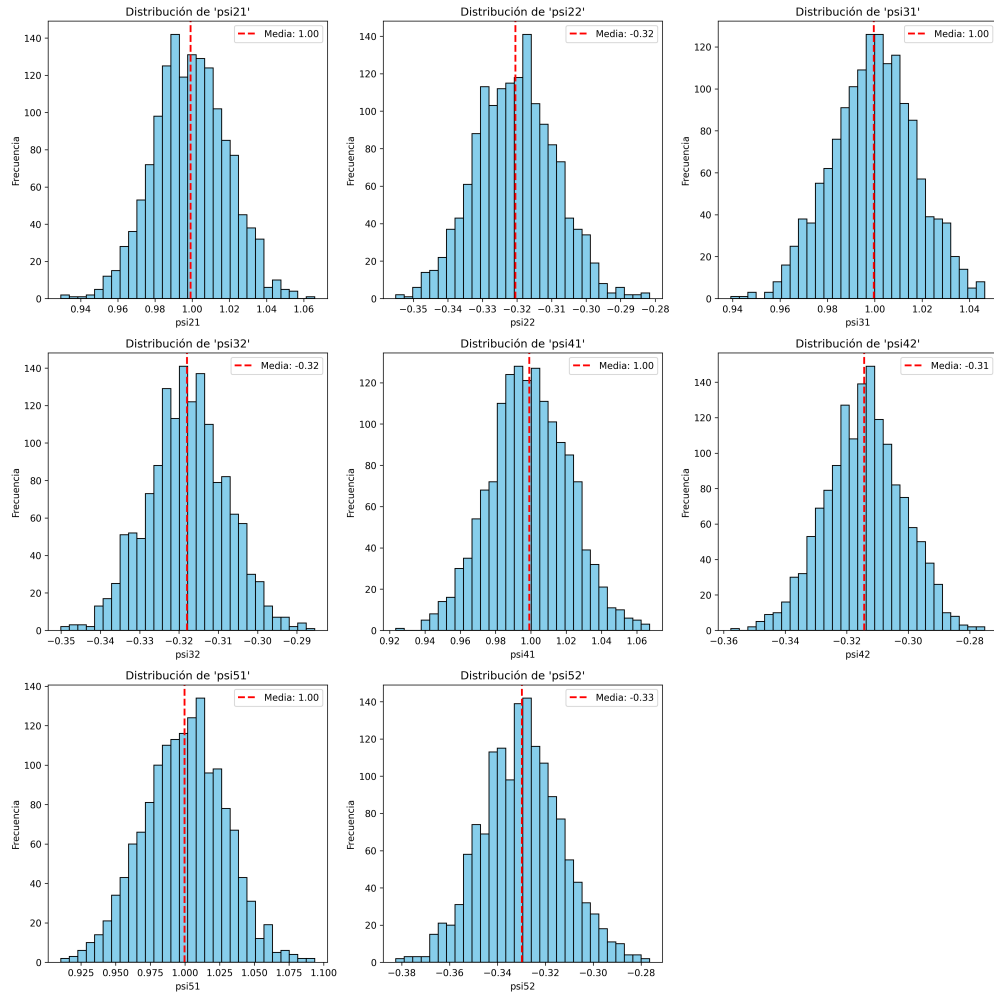 Distribución de 'psi21'
Media: 1.00
Frecuencia
140
120
100
80
60
40
20
0
0.94 0.96 0.98 1.00 1.02 1.04 1.06
psi21
Distribución de 'psi22'
Media: -0.32
Frecuencia
140
120
100
80
60
40
20
0
−0.35 −0.34 −0.33 −0.32 −0.31 −0.30 −0.29 −0.28
psi22
Distribución de 'psi31'
Media: 1.00
Frecuencia
120
100
80
60
40
20
0
0.94 0.96 0.98 1.00 1.02 1.04
psi31
Distribución de 'psi32'
Media: -0.32
Frecuencia
140
120
100
80
60
40
20
0
−0.35 −0.34 −0.33 −0.32 −0.31 −0.30 −0.29
psi32
Distribución de 'psi41'
Media: 1.00
Frecuencia
120
100
80
60
40
20
0
0.92 0.94 0.96 0.98 1.00 1.02 1.04 1.06
psi41
Distribución de 'psi42'
Media: -0.31
Frecuencia
140
120
100
80
60
40
20
0
−0.36 −0.34 −0.32 −0.30 −0.28
psi42
Distribución de 'psi51'
Media: 1.00
Frecuencia
140
120
100
80
60
40
20
0
0.925 0.950 0.975 1.000 1.025 1.050 1.075 1.100
psi51
Distribución de 'psi52'
Media: -0.33
Frecuencia
140
120
100
80
60
40
20
0
−0.38 −0.36 −0.34 −0.32 −0.30 −0.28
psi52